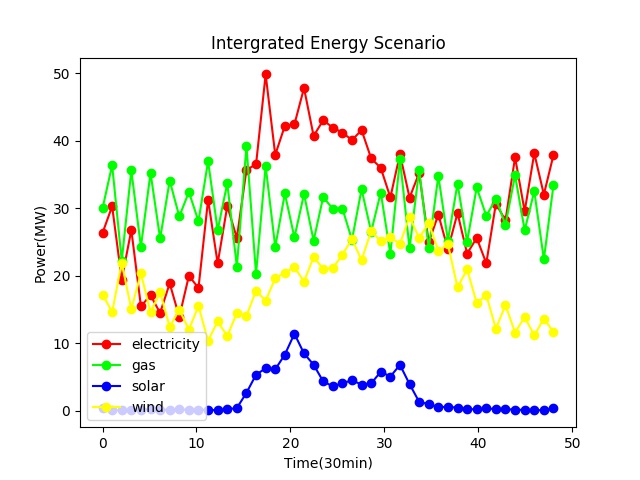 Intergrated Energy Scenario
Power(MW)
50
40
30
20
10
0
electricity
gas
solar
wind
0 10 20 30 40 50
Time(30min)